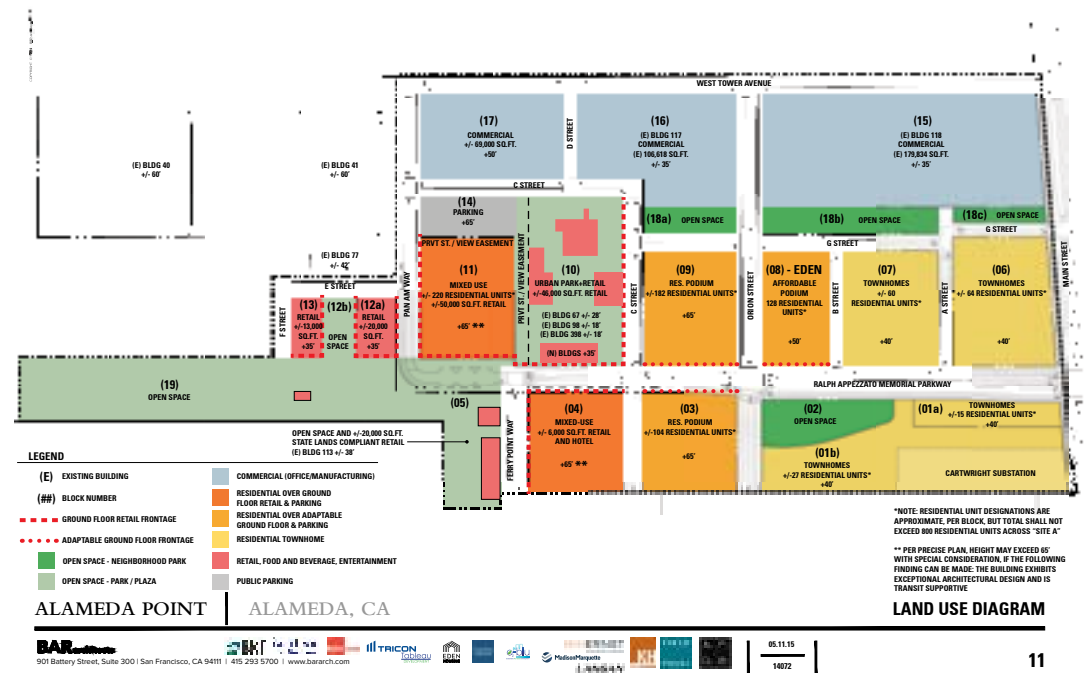 WEST TOWER AVENUE
(17)
COMMERCIAL
+/- 69,000 SQ.FT.
+50'
D STREET
(16)
(E) BLDG 117
COMMERCIAL
(E) 106,618 SQ.FT.
+/- 35'
(15)
(E) BLDG 118
COMMERCIAL
(E) 179,834 SQ.FT.
+/- 35'
(E) BLDG 40
+/- 60'
(E) BLDG 41
+/- 60'
C STREET
(14)
PARKING
+65'
(18a) OPEN SPACE
(18b) OPEN SPACE
(18c) OPEN SPACE
G STREET
G STREET
MAIN STREET
(E) BLDG 77
+/- 42'
E STREET
F STREET
PAN AM WAY
PRVT ST. / VIEW EASEMENT
PRVT ST. / VIEW EASEMENT
(11)
MIXED USE
+/- 220 RESIDENTIAL UNITS*
+/-50,000 SQ.FT. RETAIL
+65' **
(10)
URBAN PARK+RETAIL
+/-46,000 SQ.FT. RETAIL
(E) BLDG 67 +/- 28'
(E) BLDG 98 +/- 18'
(E) BLDG 398 +/- 18'
(N) BLDGS +35'
C STREET
(09)
RES. PODIUM
+/-182 RESIDENTIAL UNITS*
+65'
ORION STREET
(08) - EDEN
AFFORDABLE
PODIUM
128 RESIDENTIAL
UNITS*
+50'
B STREET
(07)
TOWNHOMES
+/- 60
RESIDENTIAL UNITS*
+40'
A STREET
(06)
TOWNHOMES
+/- 64 RESIDENTIAL UNITS*
+40'
(13)
RETAIL
+/-13,000
SQ.FT.
+35'
(12b)
OPEN
SPACE
(12a)
RETAIL
+/-20,000
SQ.FT.
+35'
RALPH APPEZZATO MEMORIAL PARKWAY
(19)
OPEN SPACE
(05)
OPEN SPACE AND +/-20,000 SQ.FT.
STATE LANDS COMPLIANT RETAIL
(E) BLDG 113 +/- 38'
FERRY POINT WAY
(04)
MIXED-USE
+/- 6,000 SQ.FT. RETAIL
AND HOTEL
+65' **
(03)
RES. PODIUM
+/-104 RESIDENTIAL UNITS*
+65'
(02)
OPEN SPACE
(01a)
TOWNHOMES
+/-15 RESIDENTIAL UNITS*
+40'
(01b)
TOWNHOMES
+/-27 RESIDENTIAL UNITS*
+40'
CARTWRIGHT SUBSTATION
LEGEND
(E) EXISTING BUILDING
(##) BLOCK NUMBER
GROUND FLOOR RETAIL FRONTAGE
ADAPTABLE GROUND FLOOR FRONTAGE
OPEN SPACE - NEIGHBORHOOD PARK
OPEN SPACE - PARK / PLAZA
COMMERCIAL (OFFICE/MANUFACTURING)
RESIDENTIAL OVER GROUND
FLOOR RETAIL & PARKING
RESIDENTIAL OVER ADAPTABLE
GROUND FLOOR & PARKING
RESIDENTIAL TOWNHOME
RETAIL, FOOD AND BEVERAGE, ENTERTAINMENT
PUBLIC PARKING
*NOTE: RESIDENTIAL UNIT DESIGNATIONS ARE
APPROXIMATE, PER BLOCK, BUT TOTAL SHALL NOT
EXCEED 800 RESIDENTIAL UNITS ACROSS "SITE A"
** PER PRECISE PLAN, HEIGHT MAY EXCEED 65'
WITH SPECIAL CONSIDERATION, IF THE FOLLOWING
FINDING CAN BE MADE: THE BUILDING EXHIBITS
EXCEPTIONAL ARCHITECTURAL DESIGN AND IS
TRANSIT SUPPORTIVE
ALAMEDA POINT
ALAMEDA, CA
LAND USE DIAGRAM
BARarchitects
901 Battery Street, Suite 300 | San Francisco, CA 94111 | 415 293 5700 | www.bararch.com
TRICON
Tableau
EDEN
HOUSING
MadisonMarquette
05.11.15
14072
11